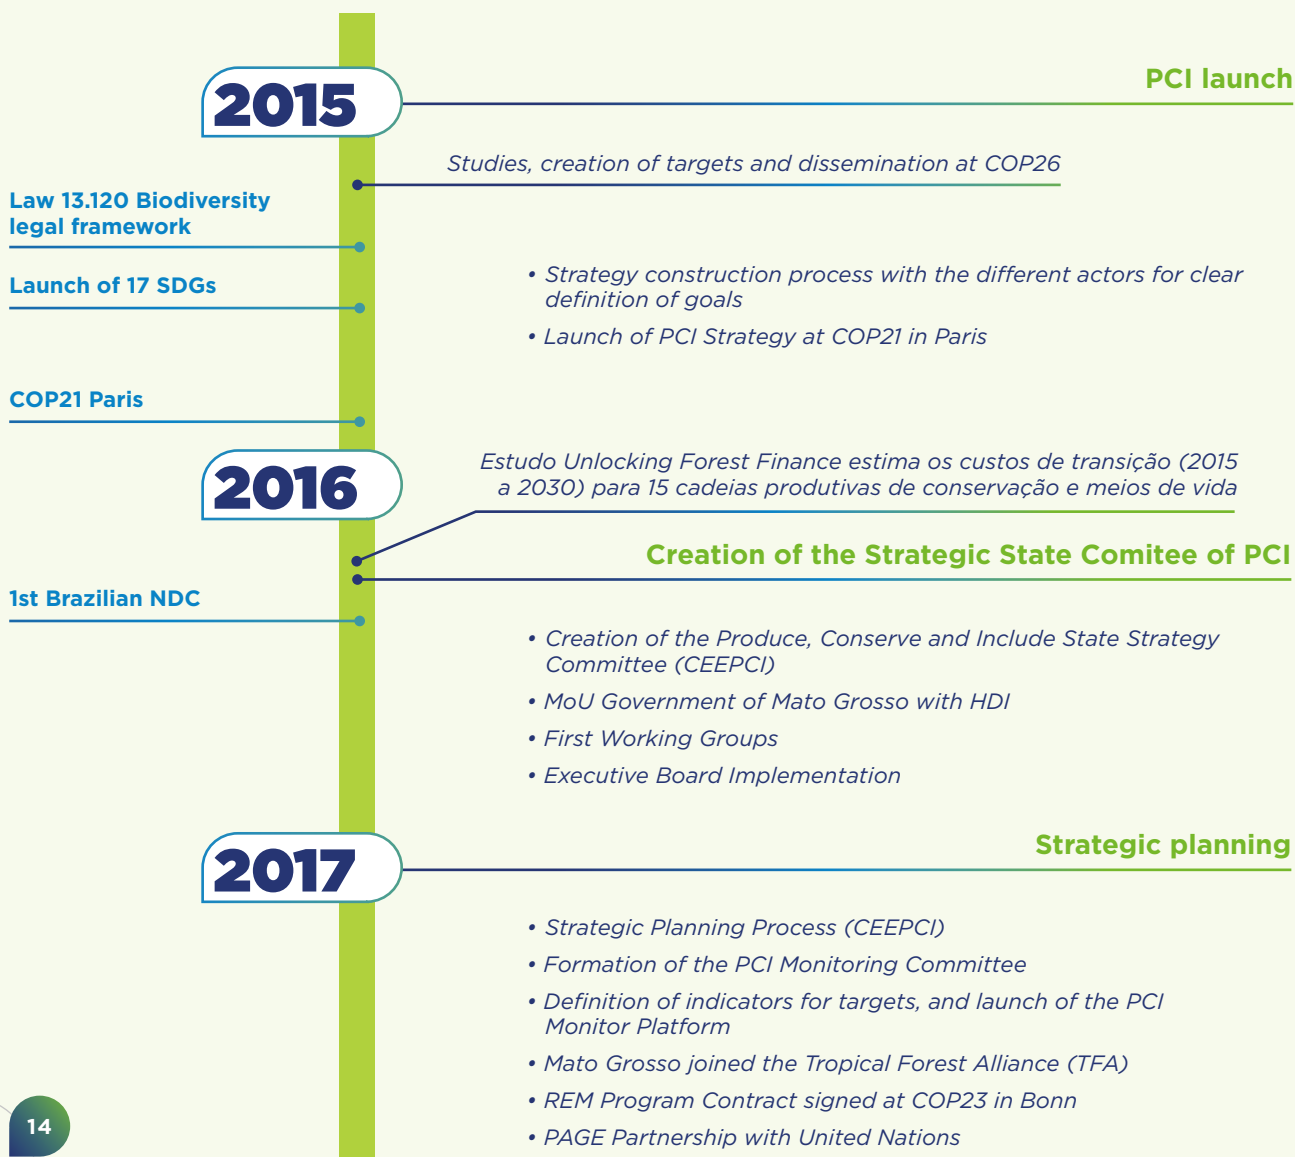 2015
PCI launch
Studies, creation of targets and dissemination at COP26
Law 13.120 Biodiversity
legal framework
Launch of 17 SDGs
• Strategy construction process with the different actors for clear
definition of goals
• Launch of PCI Strategy at COP21 in Paris
COP21 Paris
2016
Estudo Unlocking Forest Finance estima os custos de transição (2015
a 2030) para 15 cadeias produtivas de conservação e meios de vida
Creation of the Strategic State Comitee of PCI
1st Brazilian NDC
• Creation of the Produce, Conserve and Include State Strategy
Committee (CEEPCI)
• MoU Government of Mato Grosso with HDI
• First Working Groups
• Executive Board Implementation
2017
Strategic planning
• Strategic Planning Process (CEEPCI)
• Formation of the PCI Monitoring Committee
• Definition of indicators for targets, and launch of the PCI
Monitor Platform
• Mato Grosso joined the Tropical Forest Alliance (TFA)
• REM Program Contract signed at COP23 in Bonn
• PAGE Partnership with United Nations
14